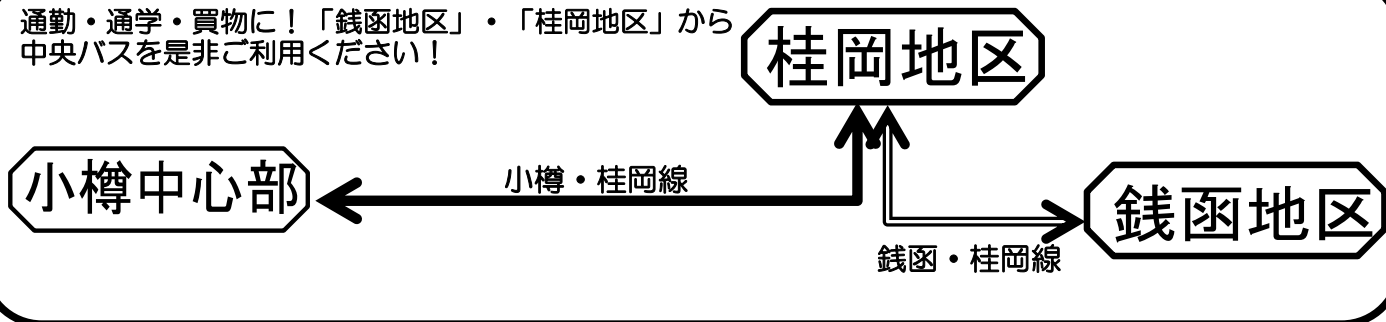 通勤・通学・買物に!「銭函地区」・「桂岡地区」から
中央バスを是非ご利用ください!
桂岡地区
小樽中心部
小樽・桂岡線
銭函地区
銭函・桂岡線